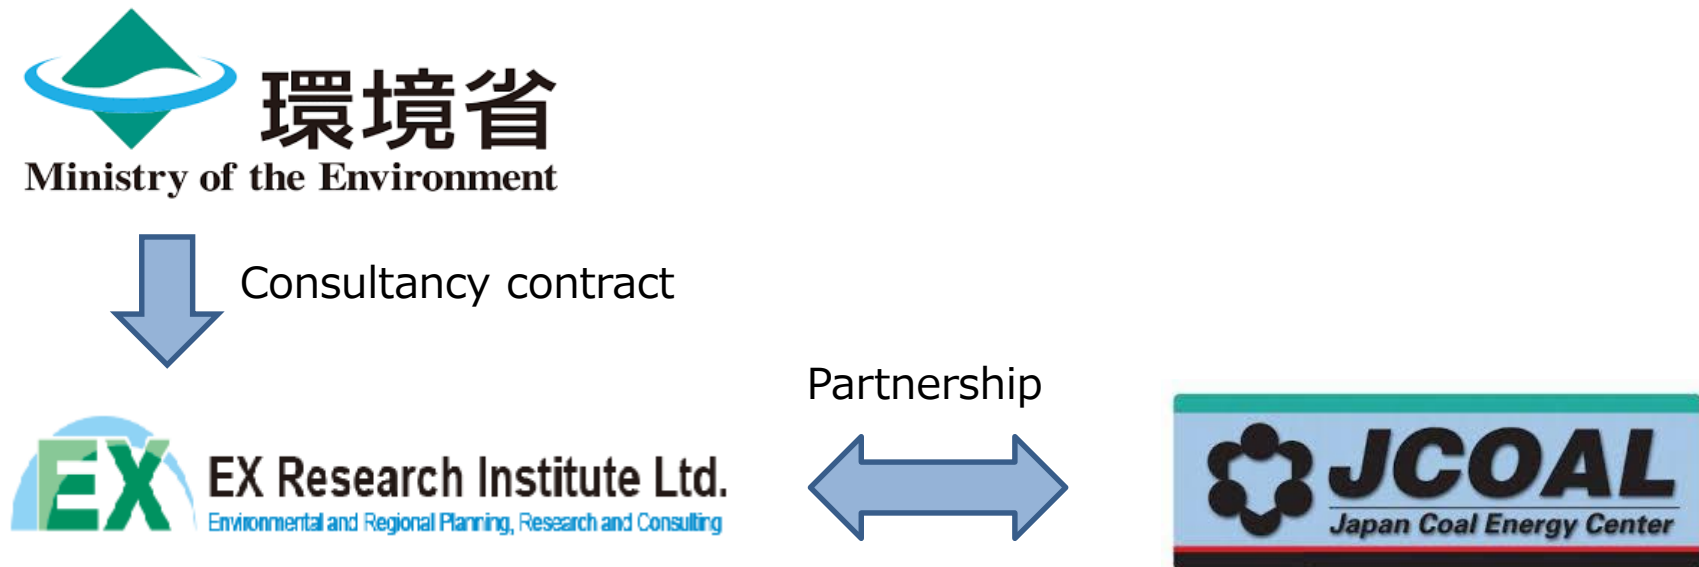 環境省
Ministry of the Environment
Consultancy contract
Partnership
EX
EX Research Institute Ltd.
Environmental and Regional Planning, Research and Consulting
JCOAL
Japan Coal Energy Center